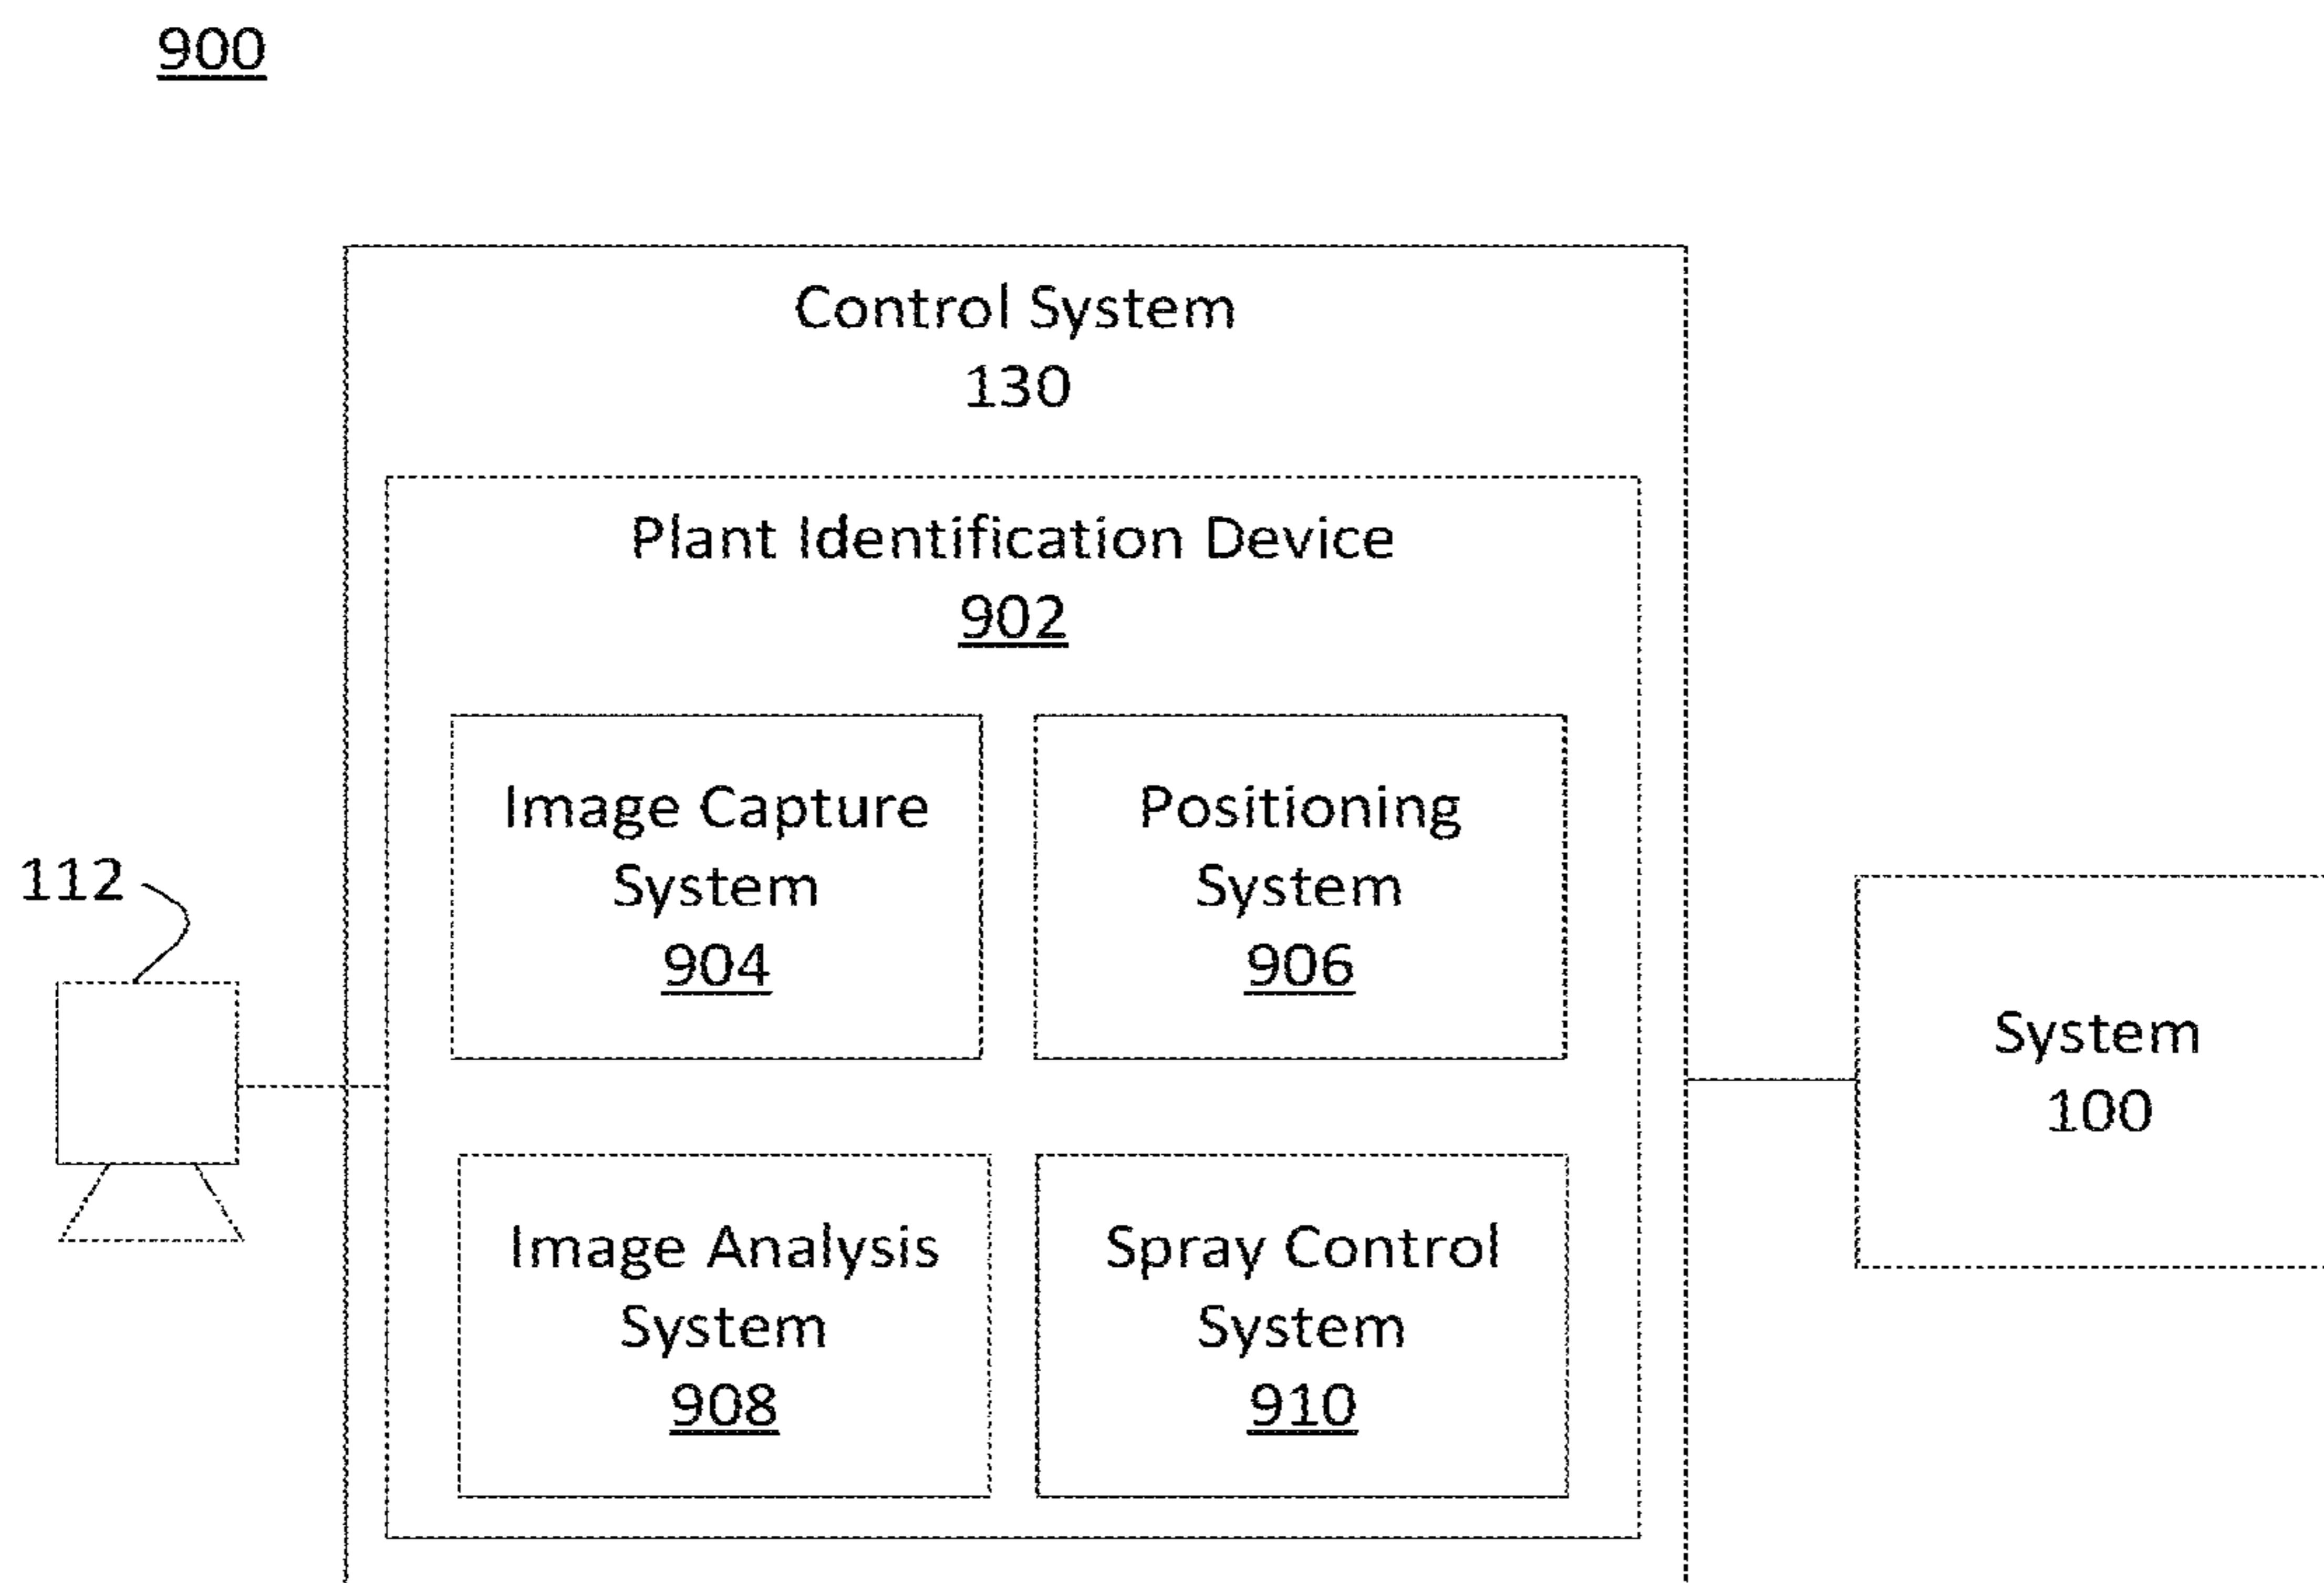 900
Control System
130
Plant Identification Device
902
Image Capture
System
904
Positioning
System
906
112
System
100
Image Analysis
System
908
Spray Control
System
910